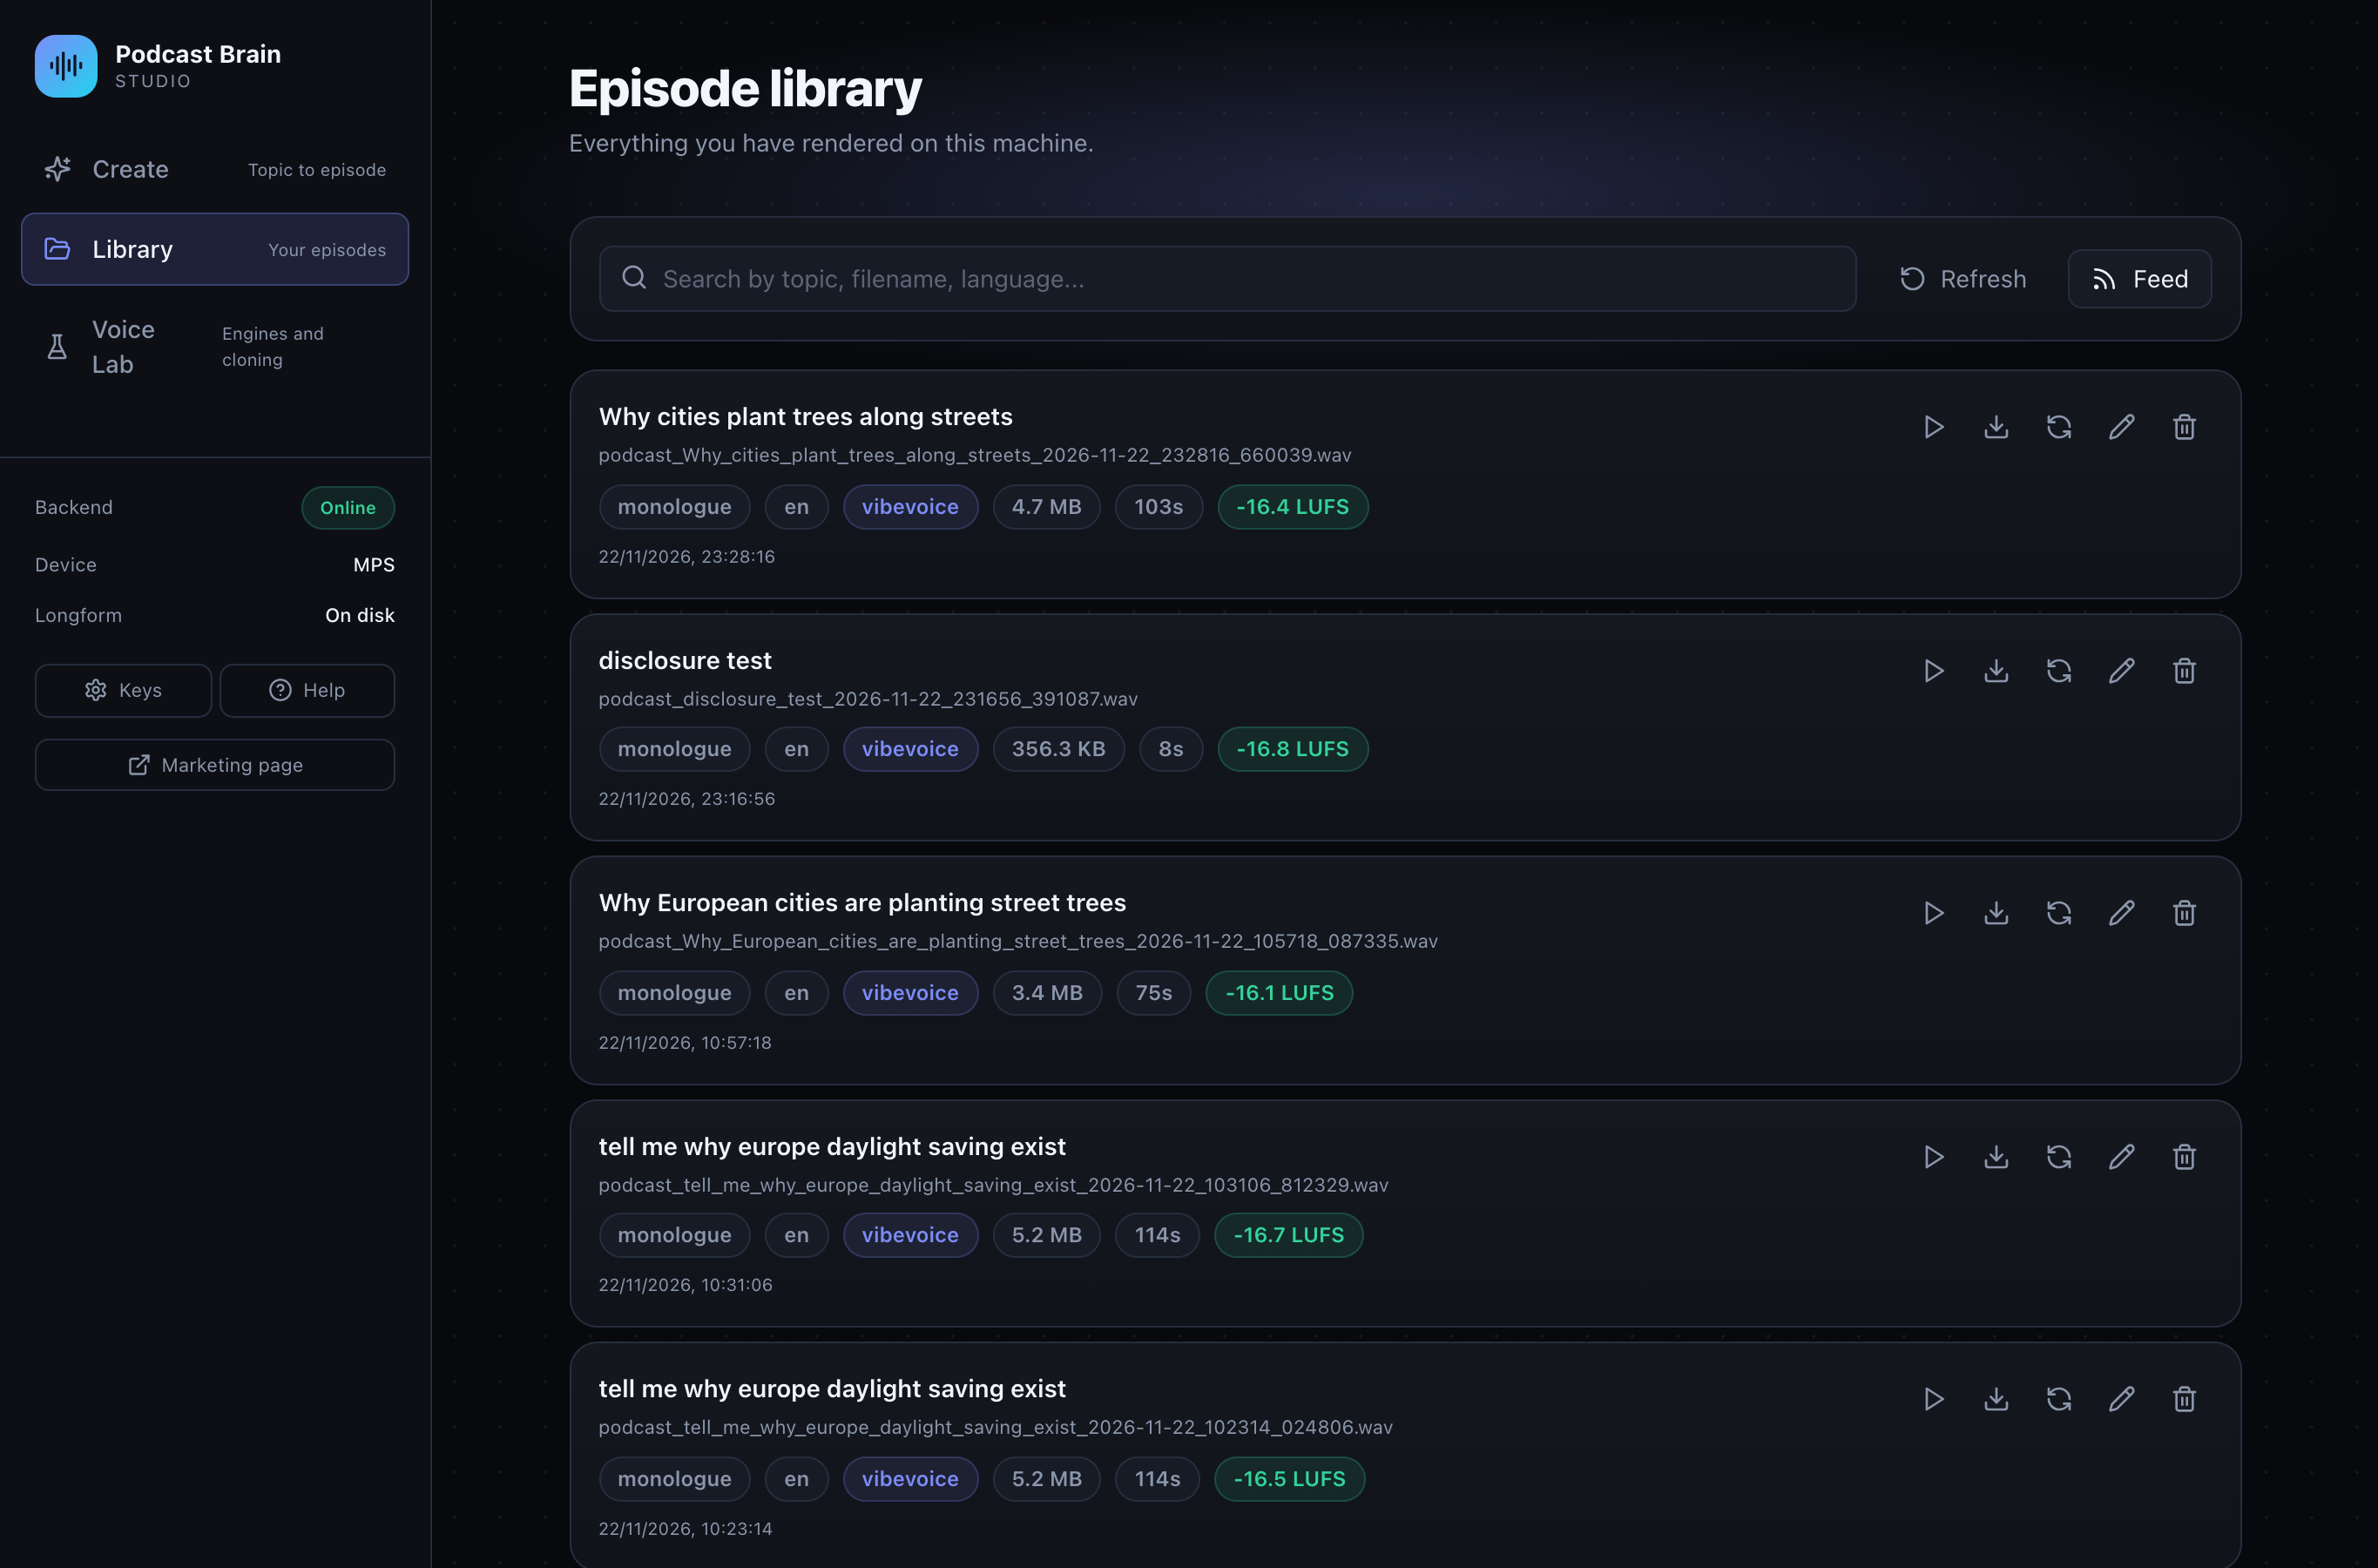 Podcast Brain
STUDIO
Create Topic to episode
Library Your episodes
Voice Lab Engines and cloning
Backend Online
Device MPS
Longform On disk
Keys Help
Marketing page
Episode library
Everything you have rendered on this machine.
Search by topic, filename, language... Refresh Feed
Why cities plant trees along streets
podcast_Why_cities_plant_trees_along_streets_2026-11-22_232816_660039.wav
monologue en vibevoice 4.7 MB 103s -16.4 LUFS
22/11/2026, 23:28:16
disclosure test
podcast_disclosure_test_2026-11-22_231656_391087.wav
monologue en vibevoice 356.3 KB 8s -16.8 LUFS
22/11/2026, 23:16:56
Why European cities are planting street trees
podcast_Why_European_cities_are_planting_street_trees_2026-11-22_105718_087335.wav
monologue en vibevoice 3.4 MB 75s -16.1 LUFS
22/11/2026, 10:57:18
tell me why europe daylight saving exist
podcast_tell_me_why_europe_daylight_saving_exist_2026-11-22_103106_812329.wav
monologue en vibevoice 5.2 MB 114s -16.7 LUFS
22/11/2026, 10:31:06
tell me why europe daylight saving exist
podcast_tell_me_why_europe_daylight_saving_exist_2026-11-22_102314_024806.wav
monologue en vibevoice 5.2 MB 114s -16.5 LUFS
22/11/2026, 10:23:14